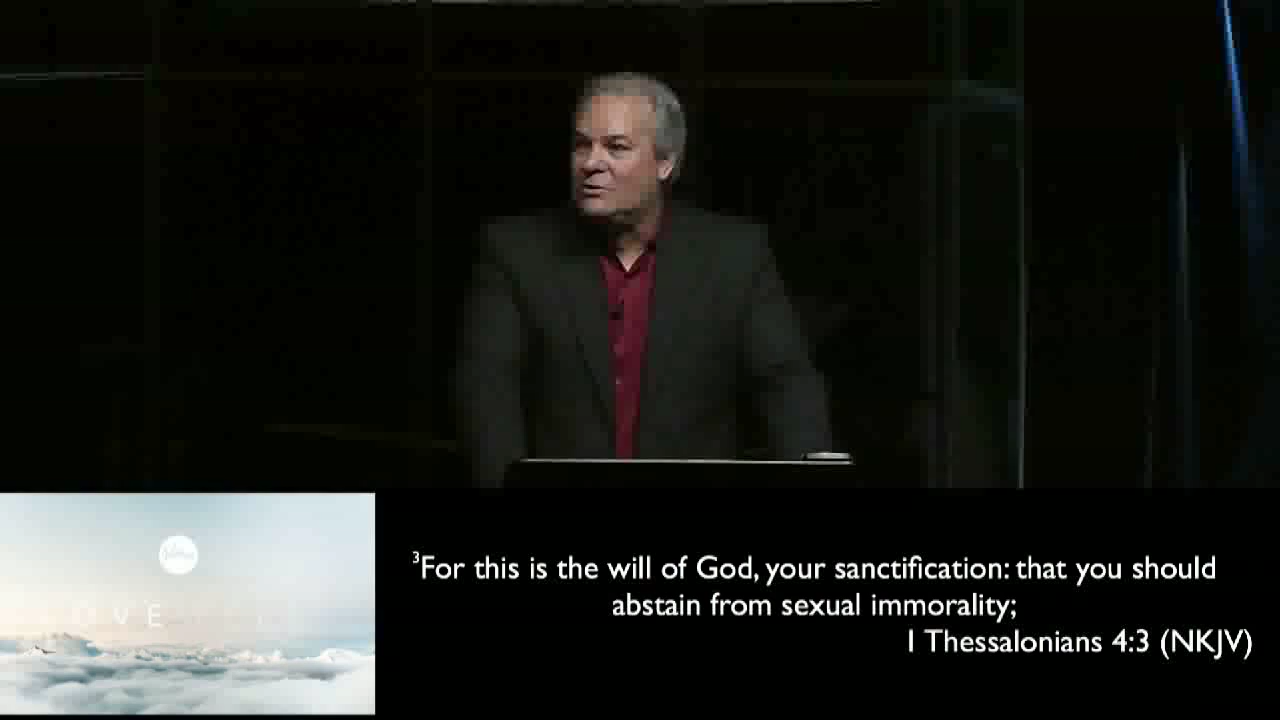 ³For this is the will of God, your sanctification: that you should
abstain from sexual immorality;
1 Thessalonians 4:3 (NKJV)